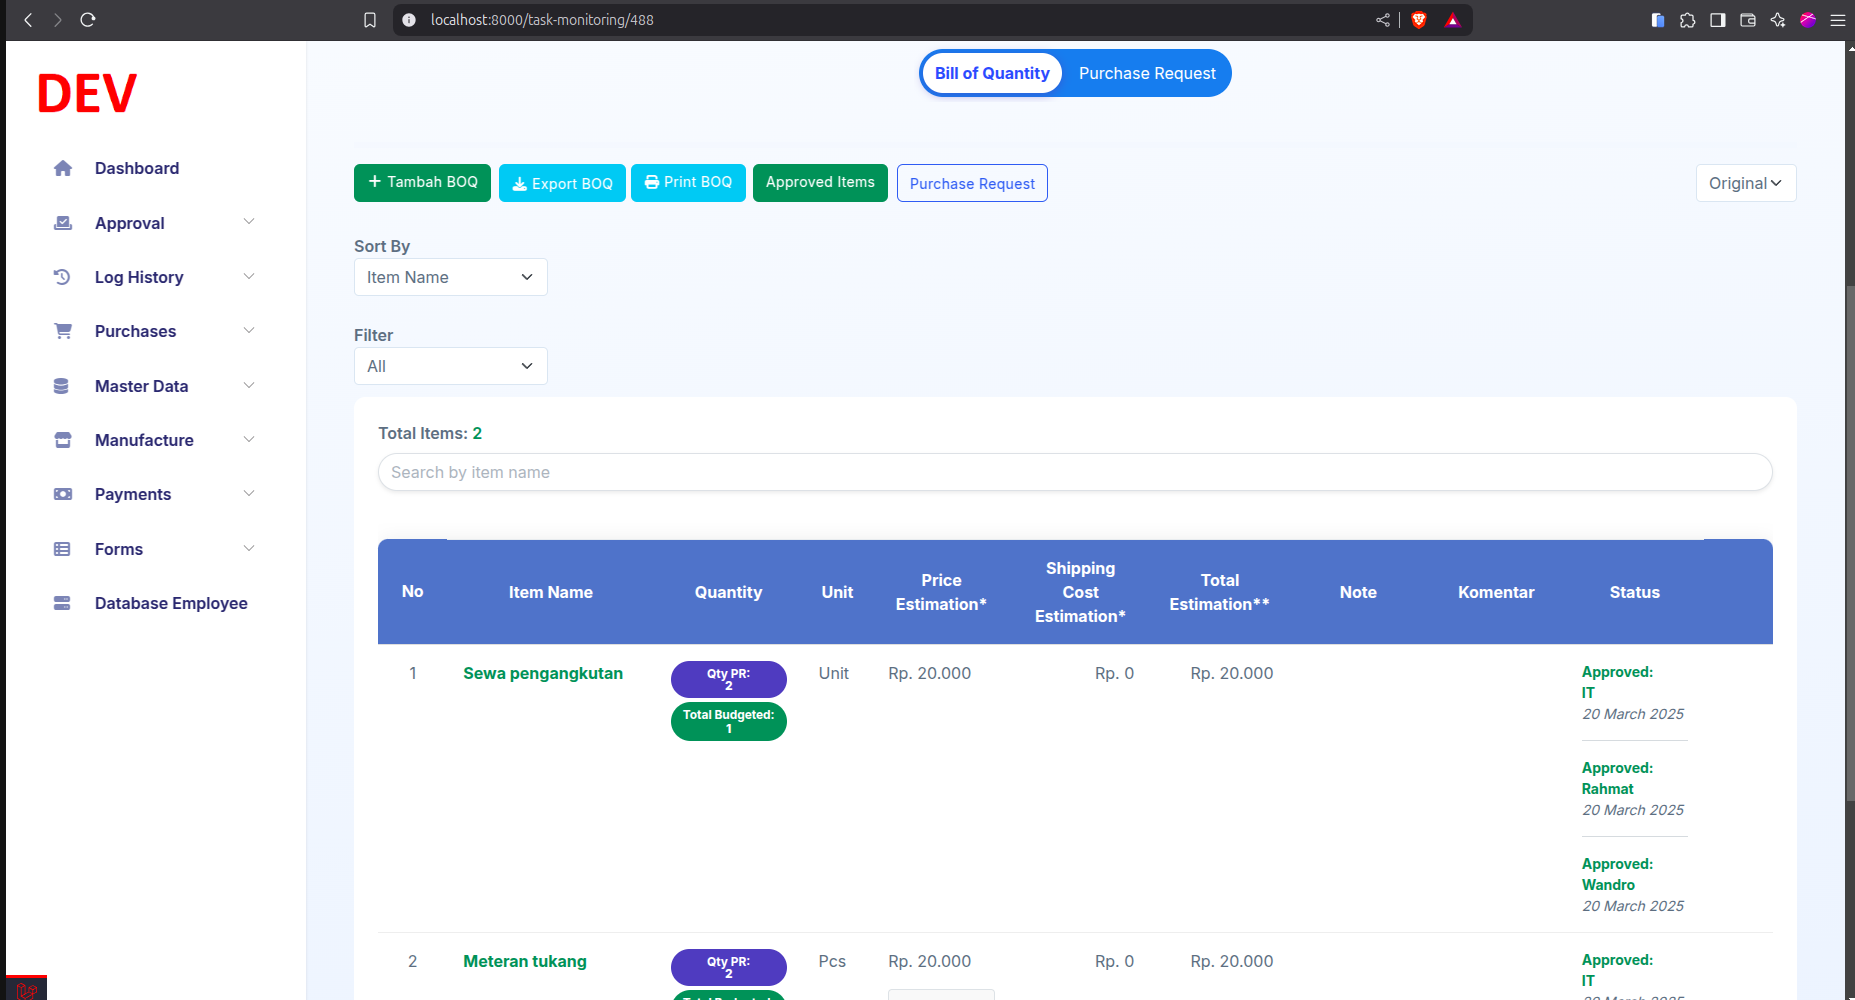 localhost:8000/task-monitoring/488
DEV
Dashboard
Approval
Log History
Purchases
Master Data
Manufacture
Payments
Forms
Database Employee
Bill of Quantity
Purchase Request
+ Tambah BOQ
Export BOQ
Print BOQ
Approved Items
Purchase Request
Original
Sort By
Item Name
Filter
All
Total Items: 2
Search by item name
No
Item Name
Quantity
Unit
Price
Estimation*
Shipping
Cost
Estimation*
Total
Estimation**
Note
Komentar
Status
1
Sewa pengangkutan
Qty PR:
2
Total Budgeted:
1
Unit
Rp. 20.000
Rp. 0
Rp. 20.000
Approved:
IT
20 March 2025
Approved:
Rahmat
20 March 2025
Approved:
Wandro
20 March 2025
2
Meteran tukang
Qty PR:
2
Pcs
Rp. 20.000
Rp. 0
Rp. 20.000
Approved:
IT